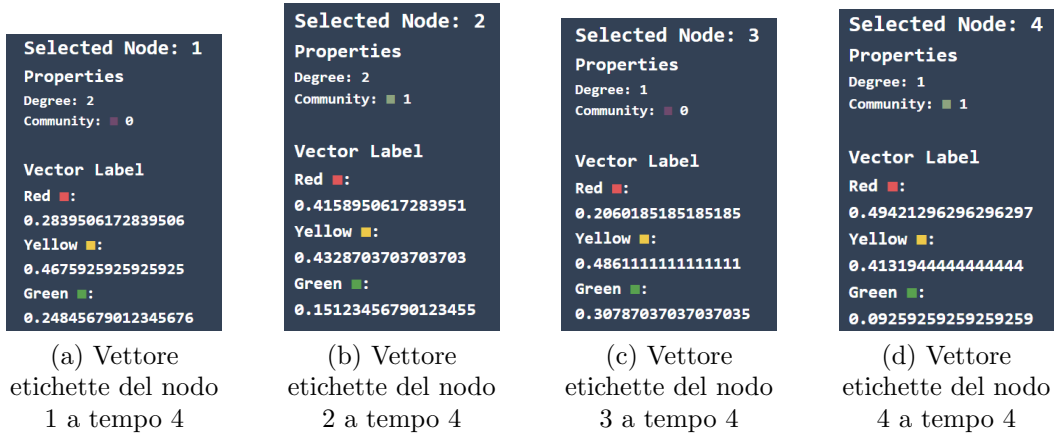 Selected Node: 1
Properties
Degree: 2
Community: 0
Vector Label
Red :
0.2839506172839506
Yellow :
0.4675925925925925
Green :
0.24845679012345676
(a) Vettore
etichette del nodo
1 a tempo 4
Selected Node: 2
Properties
Degree: 2
Community: 1
Vector Label
Red :
0.4158950617283951
Yellow :
0.4328703703703703
Green :
0.15123456790123455
(b) Vettore
etichette del nodo
2 a tempo 4
Selected Node: 3
Properties
Degree: 1
Community: 0
Vector Label
Red :
0.2060185185185185
Yellow :
0.4861111111111111
Green :
0.30787037037037035
(c) Vettore
etichette del nodo
3 a tempo 4
Selected Node: 4
Properties
Degree: 1
Community: 1
Vector Label
Red :
0.49421296296296297
Yellow :
0.4131944444444444
Green :
0.09259259259259259
(d) Vettore
etichette del nodo
4 a tempo 4